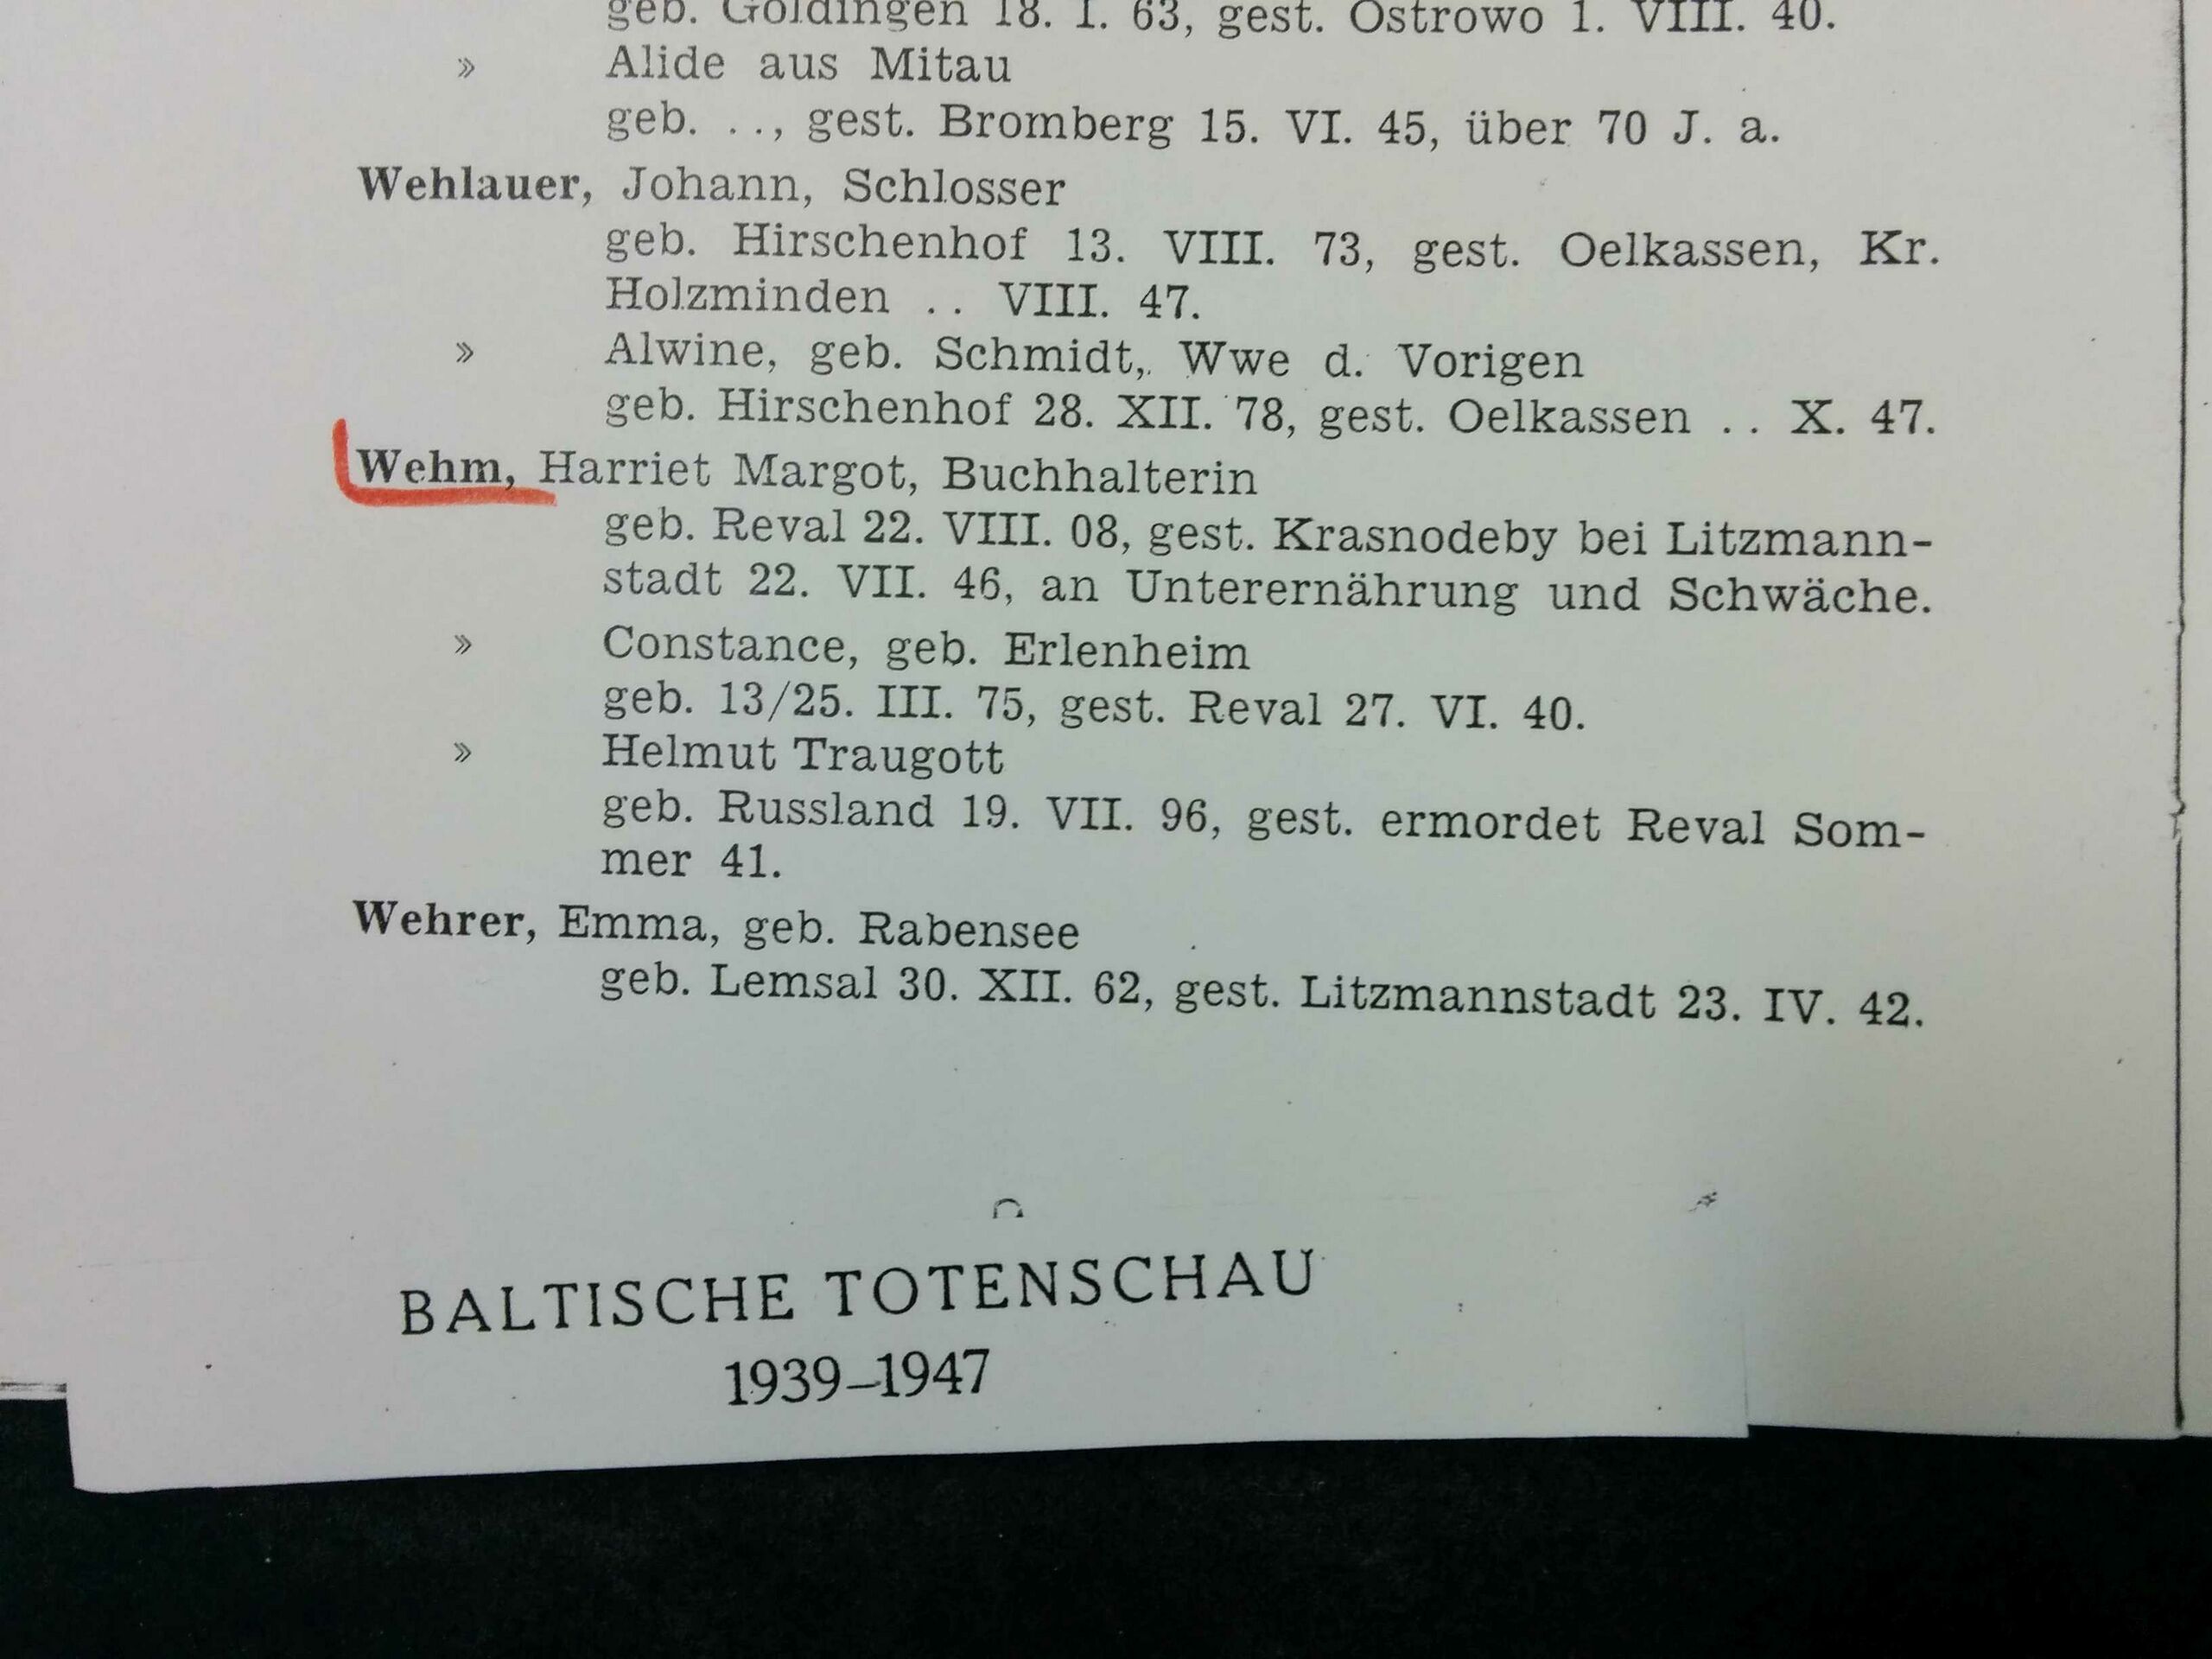 geb. Goldingen 18. I. 63, gest. Ostrowo 1. VIII. 40.
» Alide aus Mitau
geb. . ., gest. Bromberg 15. VI. 45, über 70 J. a.
Wehlauer, Johann, Schlosser
geb. Hirschenhof 13. VIII. 73, gest. Oelkassen, Kr.
Holzminden . . VIII. 47.
» Alwine, geb. Schmidt, Wwe d. Vorigen
geb. Hirschenhof 28. XII. 78, gest. Oelkassen . . X. 47.
Wehm, Harriet Margot, Buchhalterin
geb. Reval 22. VIII. 08, gest. Krasnodeby bei Litzmann-
stadt 22. VII. 46, an Unterernährung und Schwäche.
» Constance, geb. Erlenheim
geb. 13/25. III. 75, gest. Reval 27. VI. 40.
» Helmut Traugott
geb. Russland 19. VII. 96, gest. ermordet Reval Som-
mer 41.
Wehrer, Emma, geb. Rabensee
geb. Lemsal 30. XII. 62, gest. Litzmannstadt 23. IV. 42.
BALTISCHE TOTENSCHAU
1939–1947